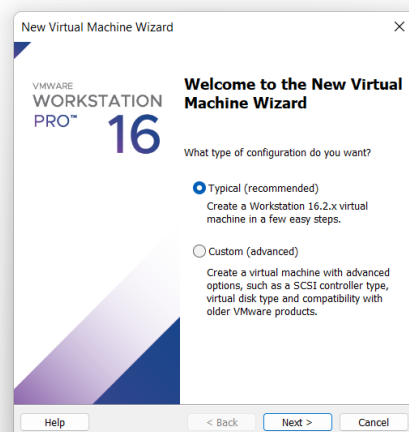 New Virtual Machine Wizard
VMWARE
WORKSTATION
PRO™
16
Welcome to the New Virtual
Machine Wizard
What type of configuration do you want?
Typical (recommended)
Create a Workstation 16.2.x virtual
machine in a few easy steps.
Custom (advanced)
Create a virtual machine with advanced
options, such as a SCSI controller type,
virtual disk type and compatibility with
older VMware products.
Help
< Back
Next >
Cancel